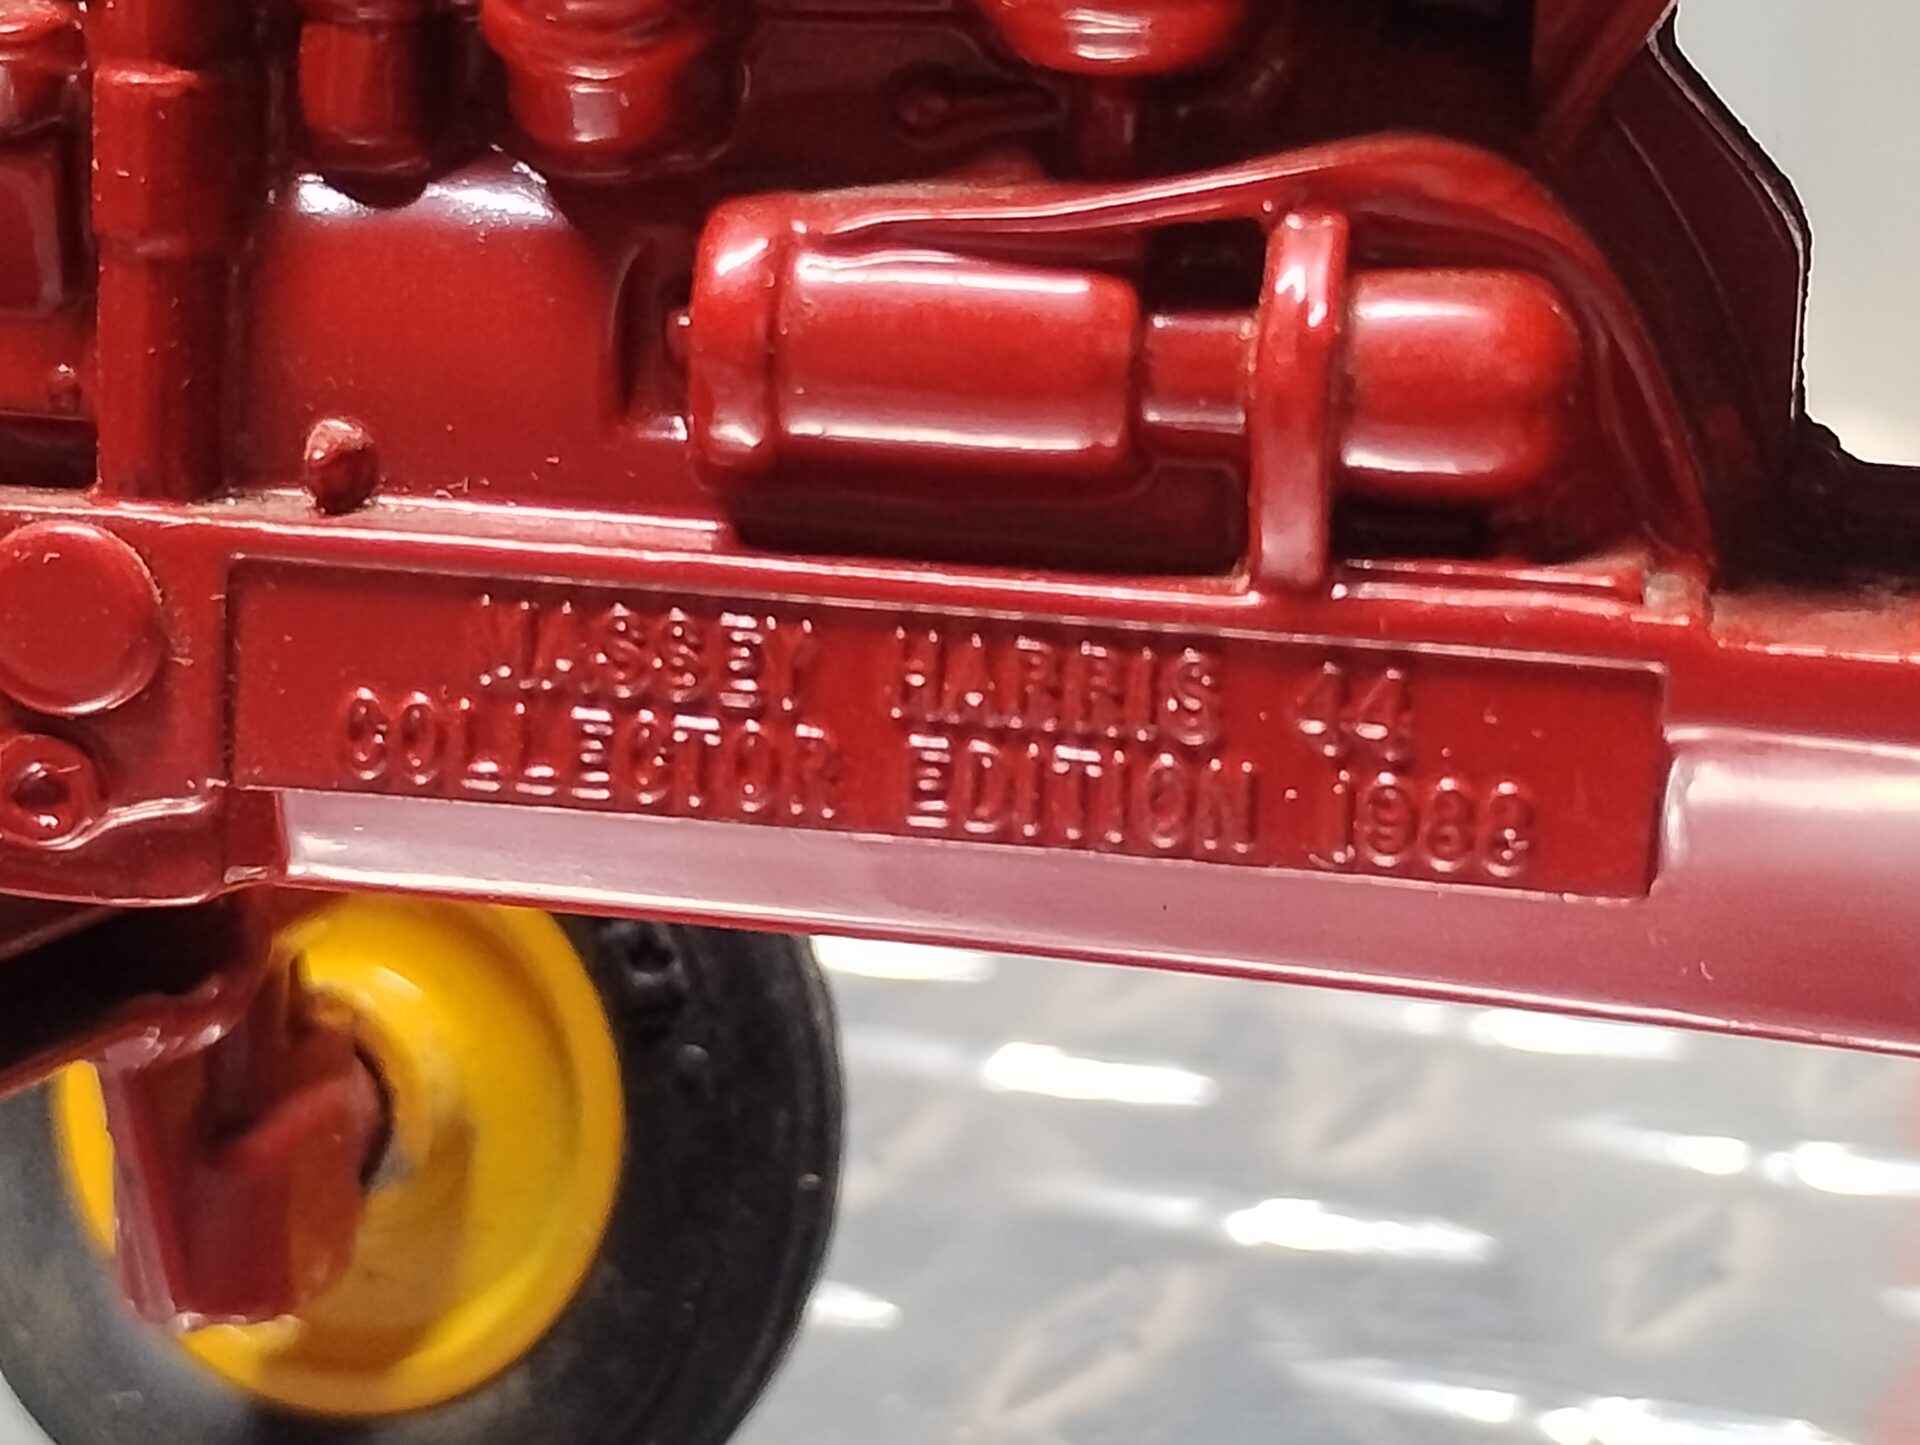 MASSEY HARRIS 44
COLLECTOR EDITION 1988